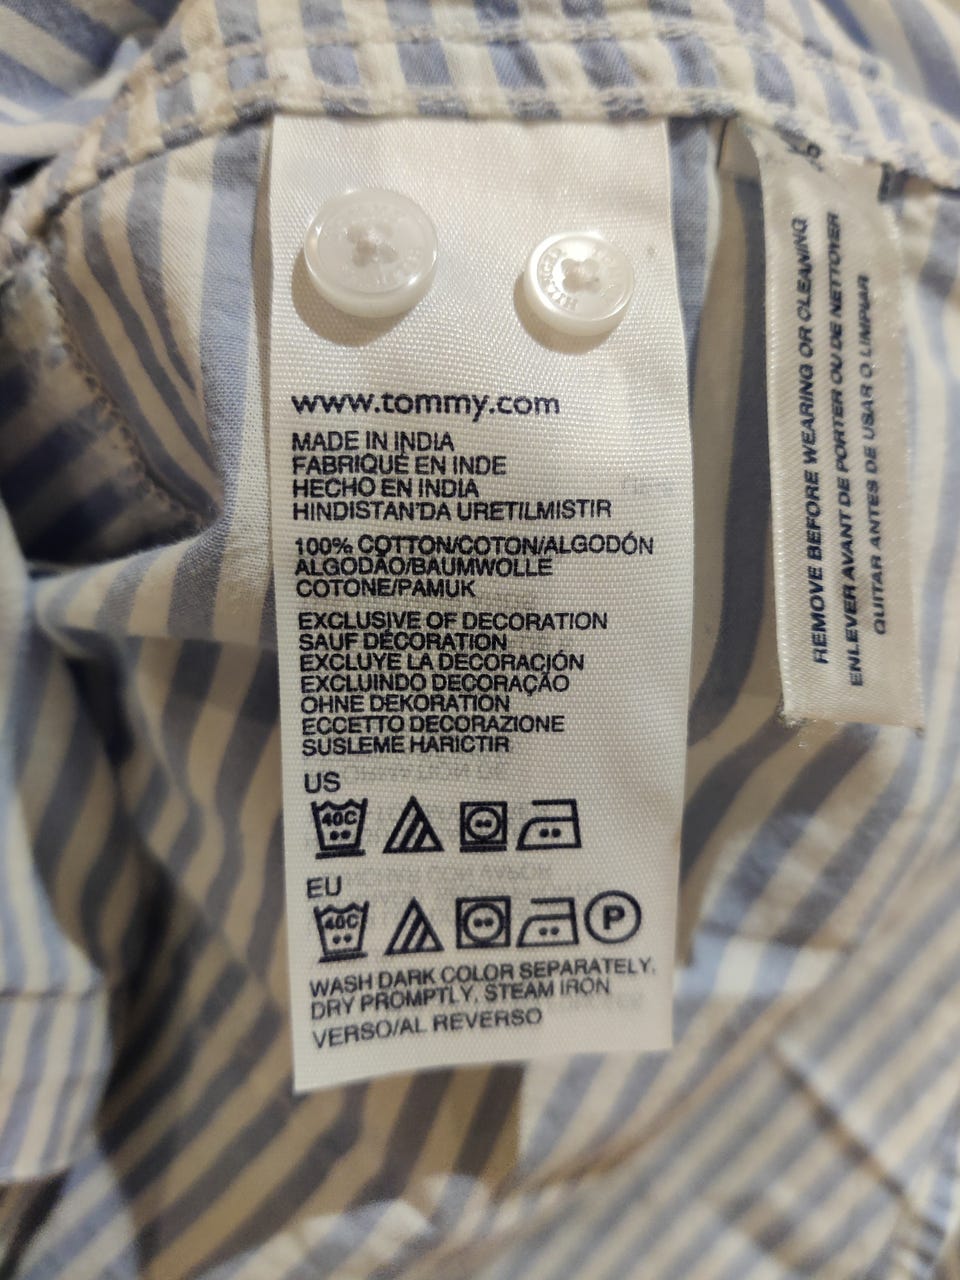 www.tommy.com
MADE IN INDIA
FABRIQUÉ EN INDE
HECHO EN INDIA
HINDISTAN'DA URETILMISTIR
100% COTTON/COTON/ALGODÓN
ALGODÃO/BAUMWOLLE
COTONE/PAMUK
EXCLUSIVE OF DECORATION
SAUF DÉCORATION
EXCLUYE LA DECORACIÓN
EXCLUINDO DECORAÇÃO
OHNE DEKORATION
ECCETTO DECORAZIONE
SUSLEME HARICTIR
US
40C
EU
40C
P
WASH DARK COLOR SEPARATELY,
DRY PROMPTLY, STEAM IRON
VERSO/AL REVERSO
REMOVE BEFORE WEARING OR CLEANING
ENLEVER AVANT DE PORTER OU DE NETTOYER
QUITAR ANTES DE USAR O LIMPIAR